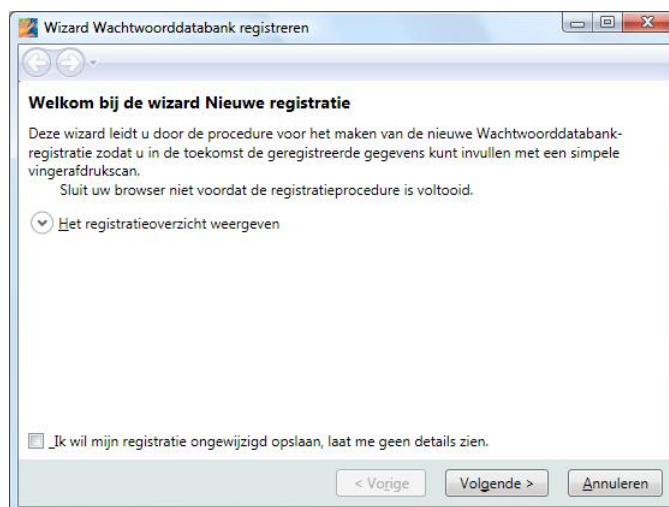 Wizard Wachtwoorddatabank registreren
Welkom bij de wizard Nieuwe registratie
Deze wizard leidt u door de procedure voor het maken van de nieuwe Wachtwoorddatabank-
registratie zodat u in de toekomst de geregistreerde gegevens kunt invullen met een simpele
vingerafdrukscan.
Sluit uw browser niet voordat de registratieprocedure is voltooid.
Het registratieoverzicht weergeven
_Ik wil mijn registratie ongewijzigd opslaan, laat me geen details zien.
< Vorige Volgende > Annuleren